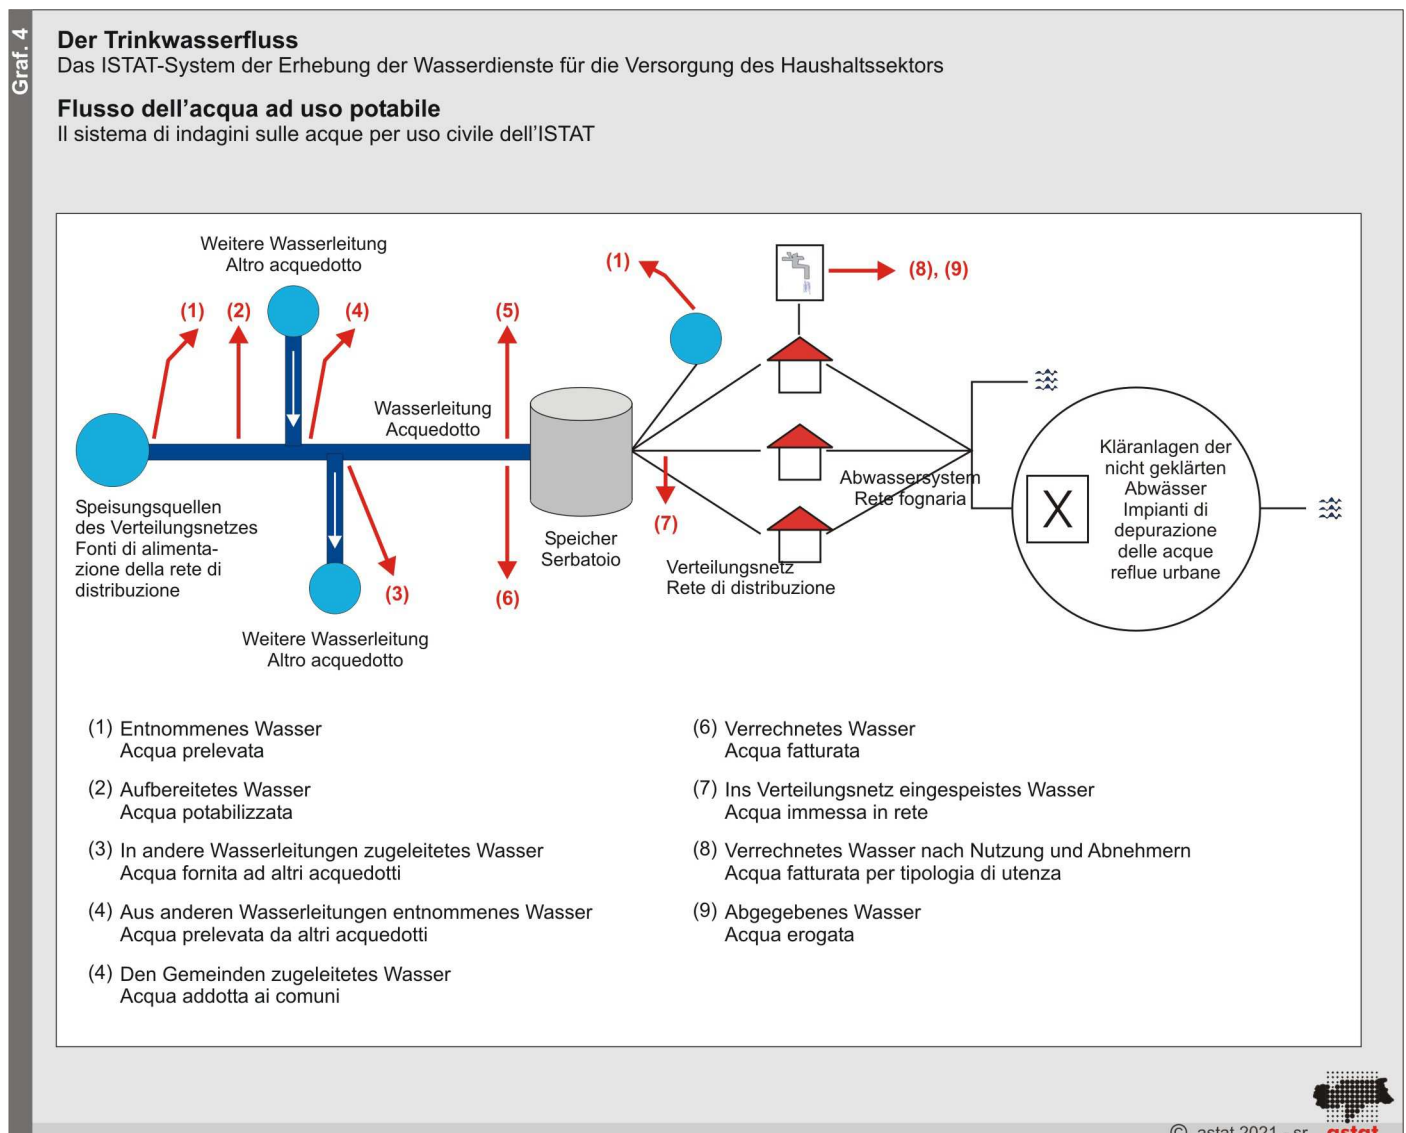 Graf. 4
Der Trinkwasserfluss
Das ISTAT-System der Erhebung der Wasserdienste für die Versorgung des Haushaltssektors
Flusso dell’acqua ad uso potabile
Il sistema di indagini sulle acque per uso civile dell’ISTAT
Weitere Wasserleitung
Altro acquedotto
(1)
(2)
(4)
(5)
(1)
(8), (9)
Wasserleitung
Acquedotto
Speisungsquellen
des Verteilungsnetzes
Fonti di alimenta-
zione della rete di
distribuzione
(3)
(6)
Weitere Wasserleitung
Altro acquedotto
Speicher
Serbatoio
(7)
Verteilungsnetz
Rete di distribuzione
Abwassersystem
Rete fognaria
X
Kläranlagen der
nicht geklärten
Abwässer
Impianti di
depurazione
delle acque
reflue urbane
(1) Entnommenes Wasser
Acqua prelevata
(2) Aufbereitetes Wasser
Acqua potabilizzata
(3) In andere Wasserleitungen zugeleitetes Wasser
Acqua fornita ad altri acquedotti
(4) Aus anderen Wasserleitungen entnommenes Wasser
Acqua prelevata da altri acquedotti
(4) Den Gemeinden zugeleitetes Wasser
Acqua addotta ai comuni
(6) Verrechnetes Wasser
Acqua fatturata
(7) Ins Verteilungsnetz eingespeistes Wasser
Acqua immessa in rete
(8) Verrechnetes Wasser nach Nutzung und Abnehmern
Acqua fatturata per tipologia di utenza
(9) Abgegebenes Wasser
Acqua erogata
© astat 2021 - sr
astat